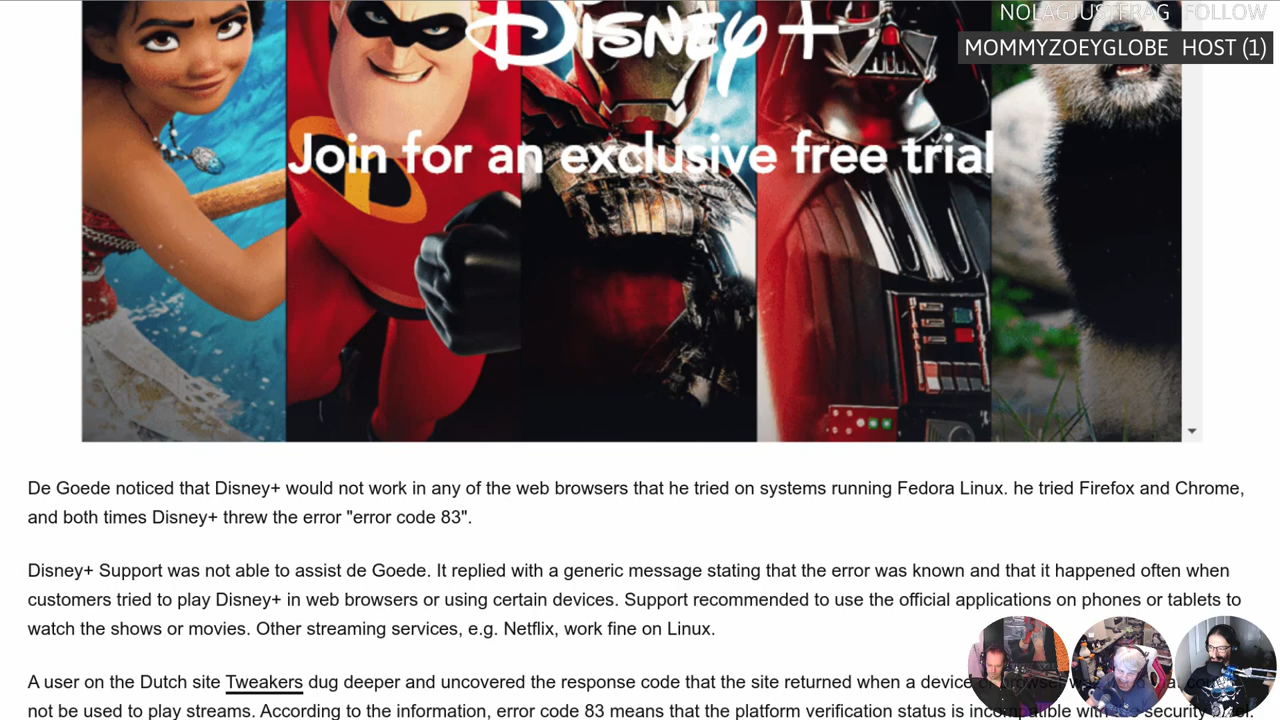 NOLAGJUSTFRAG FOLLOW
MOMMYZOEYGLOBE HOST (1)
Disney+
Join for an exclusive free trial
De Goede noticed that Disney+ would not work in any of the web browsers that he tried on systems running Fedora Linux. he tried Firefox and Chrome,
and both times Disney+ threw the error "error code 83".
Disney+ Support was not able to assist de Goede. It replied with a generic message stating that the error was known and that it happened often when
customers tried to play Disney+ in web browsers or using certain devices. Support recommended to use the official applications on phones or tablets to
watch the shows or movies. Other streaming services, e.g. Netflix, work fine on Linux.
A user on the Dutch site Tweakers dug deeper and uncovered the response code that the site returned when a device or browser
not be used to play streams. According to the information, error code 83 means that the platform verification status is incompatible with security